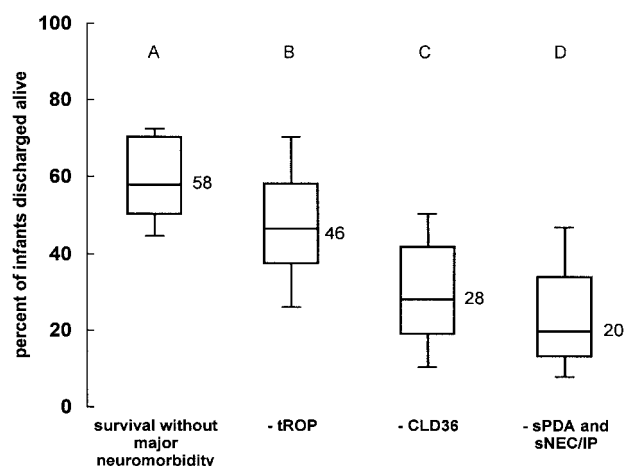 100
80
60
40
20
0
percent of infants discharged alive
A
B
C
D
58
46
28
20
survival without
major
neuromorbidity
- tROP
- CLD36
- sPDA and
sNEC/IP